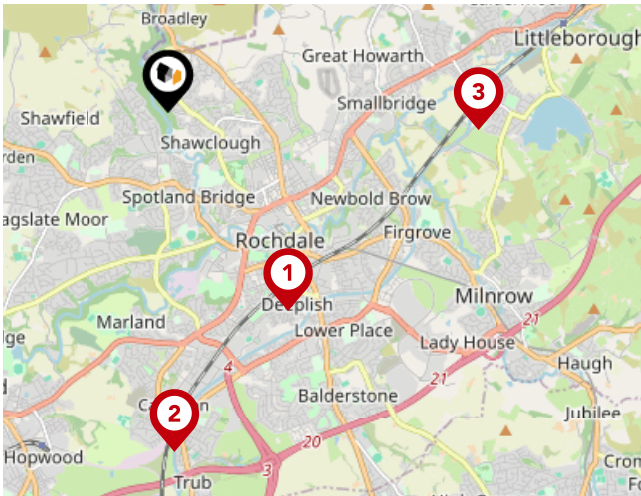 Broadley
Littleborough
Great Howarth
3
Smallbridge
Shawfield
Shawclough
rden
Spotland Bridge
Newbold Brow
agslate Moor
Rochdale
Firgrove
1
Deeplish
Milnrow
21
Marland
Lower Place
Lady House
ge
4
Haugh
21
Balderstone
2
Jubilee
20
Hopwood
3
Trub
Cron